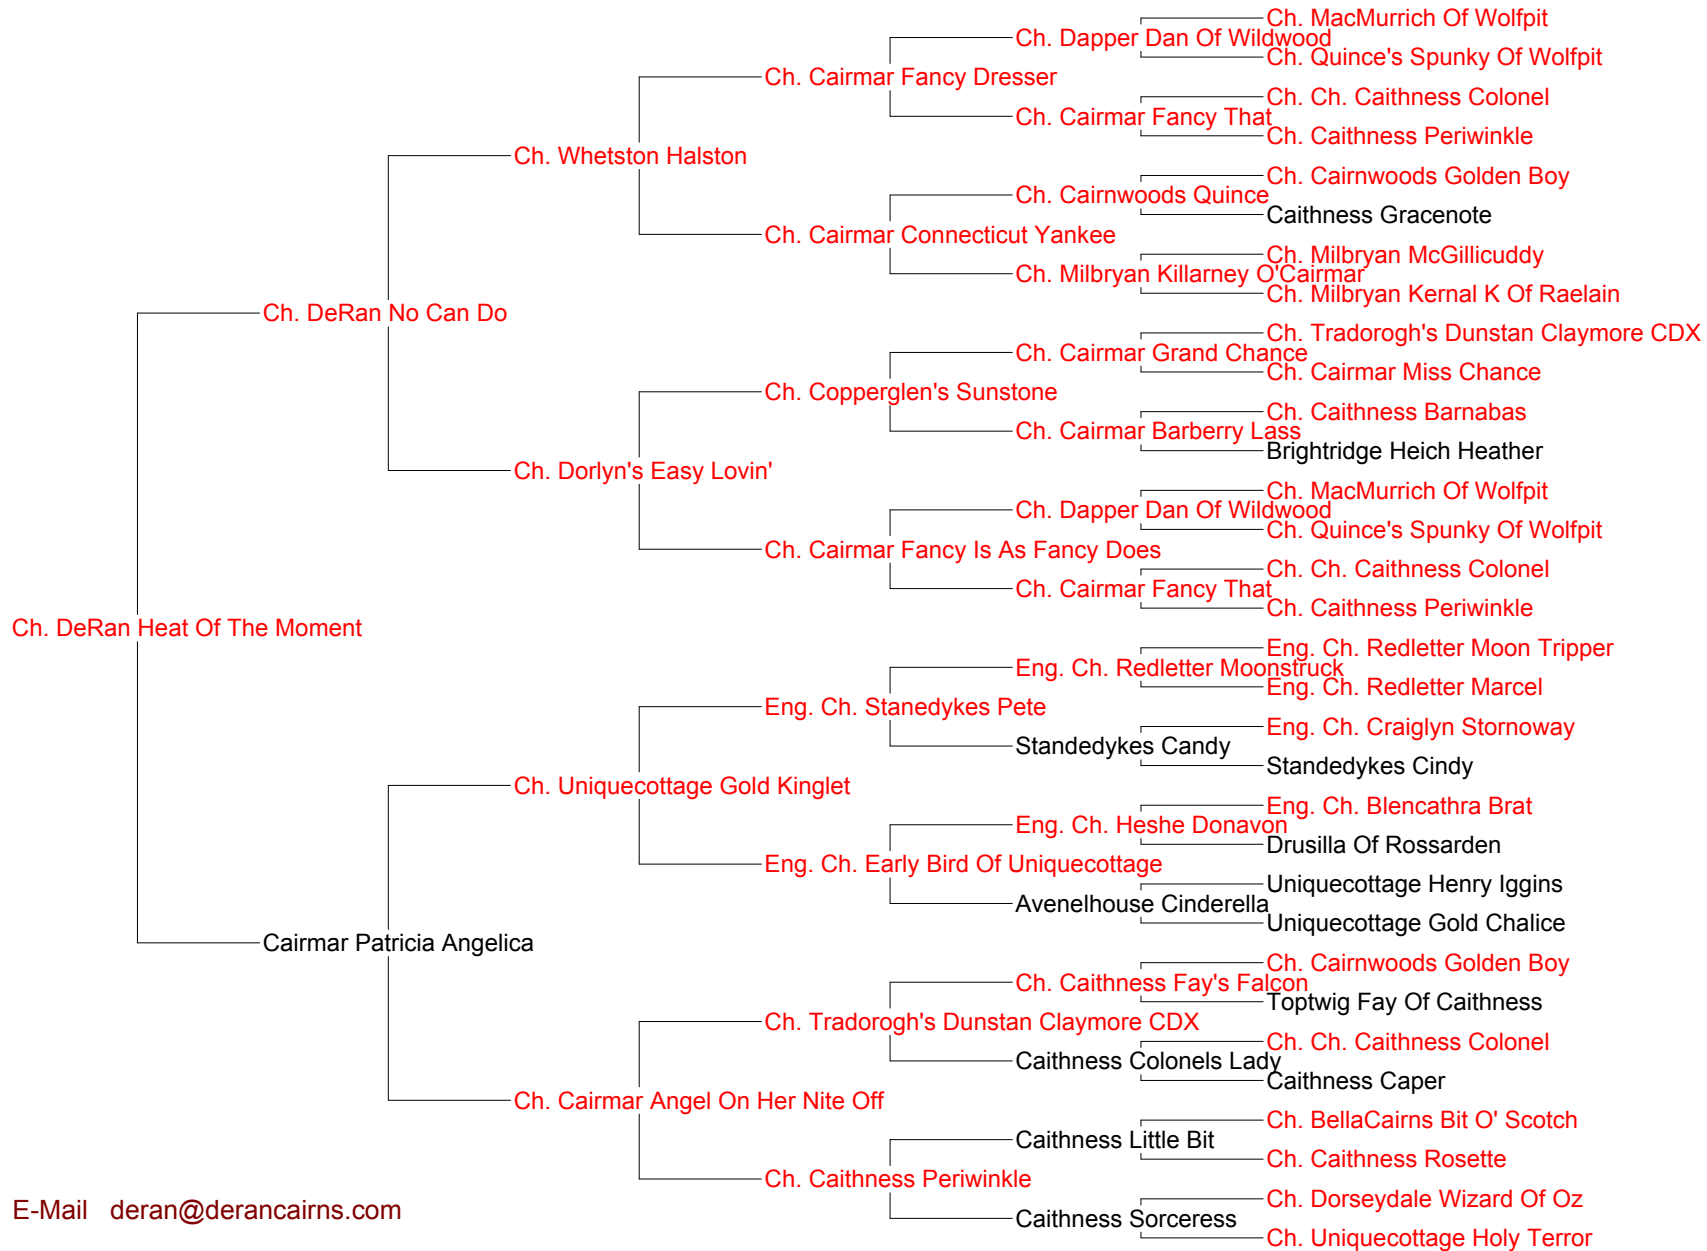 Ch. MacMurrich Of Wolfpit
Ch. Dapper Dan Of Wildwood
Ch. Quince's Spunky Of Wolfpit
Ch. Cairmar Fancy Dresser
Ch. Ch. Caithness Colonel
Ch. Cairmar Fancy That
Ch. Caithness Periwinkle
Ch. Whetston Halston
Ch. Cairnwoods Golden Boy
Ch. Cairnwoods Quince
Caithness Gracenote
Ch. Cairmar Connecticut Yankee
Ch. Milbryan McGillicuddy
Ch. Milbryan Killarney O'Cairmar
Ch. Milbryan Kernal K Of Raelain
Ch. DeRan No Can Do
Ch. Tradorogh's Dunstan Claymore CDX
Ch. Cairmar Grand Chance
Ch. Cairmar Miss Chance
Ch. Copperglen's Sunstone
Ch. Caithness Barnabas
Ch. Cairmar Barberry Lass
Brightridge Heich Heather
Ch. Dorlyn's Easy Lovin'
Ch. MacMurrich Of Wolfpit
Ch. Dapper Dan Of Wildwood
Ch. Quince's Spunky Of Wolfpit
Ch. Cairmar Fancy Is As Fancy Does
Ch. Ch. Caithness Colonel
Ch. Cairmar Fancy That
Ch. Caithness Periwinkle
Ch. DeRan Heat Of The Moment
Eng. Ch. Redletter Moon Tripper
Eng. Ch. Redletter Moonstruck
Eng. Ch. Redletter Marcel
Eng. Ch. Stanedykes Pete
Eng. Ch. Craiglyn Stornoway
Standedykes Candy
Standedykes Cindy
Ch. Uniquecottage Gold Kinglet
Eng. Ch. Blencathra Brat
Eng. Ch. Heshe Donavon
Drusilla Of Rossarden
Eng. Ch. Early Bird Of Uniquecottage
Uniquecottage Henry Iggins
Avenelhouse Cinderella
Uniquecottage Gold Chalice
Cairmar Patricia Angelica
Ch. Cairnwoods Golden Boy
Ch. Caithness Fay's Falcon
Toptwig Fay Of Caithness
Ch. Tradorogh's Dunstan Claymore CDX
Ch. Ch. Caithness Colonel
Caithness Colonels Lady
Caithness Caper
Ch. Cairmar Angel On Her Nite Off
Ch. BellaCairns Bit O' Scotch
Caithness Little Bit
Ch. Caithness Rosette
Ch. Caithness Periwinkle
Ch. Dorseydale Wizard Of Oz
Caithness Sorceress
Ch. Uniquecottage Holy Terror
E-Mail deran@derancairns.com